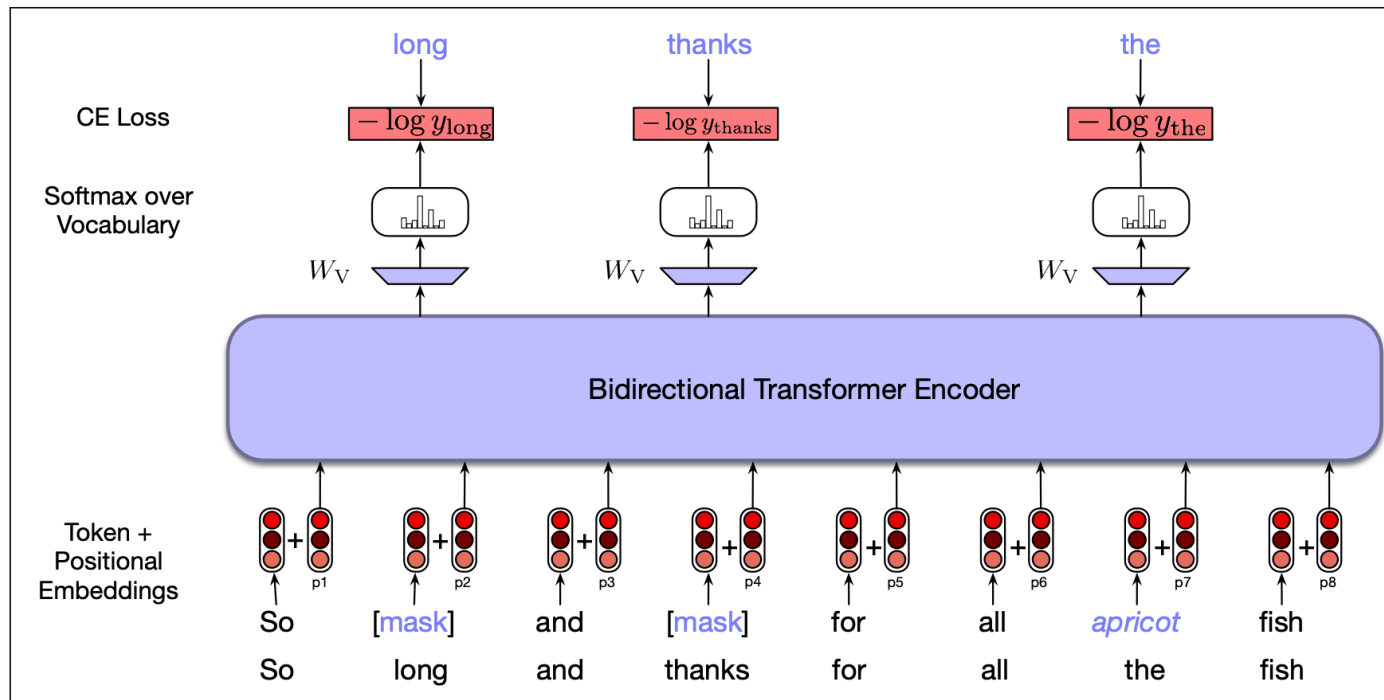 long thanks the
CE Loss
− log y_long − log y_thanks − log y_the
Softmax over
Vocabulary
W_V W_V W_V
Bidirectional Transformer Encoder
Token +
Positional
Embeddings
+ + + + + + + +
p1 p2 p3 p4 p5 p6 p7 p8
So [mask] and [mask] for all apricot fish
So long and thanks for all the fish